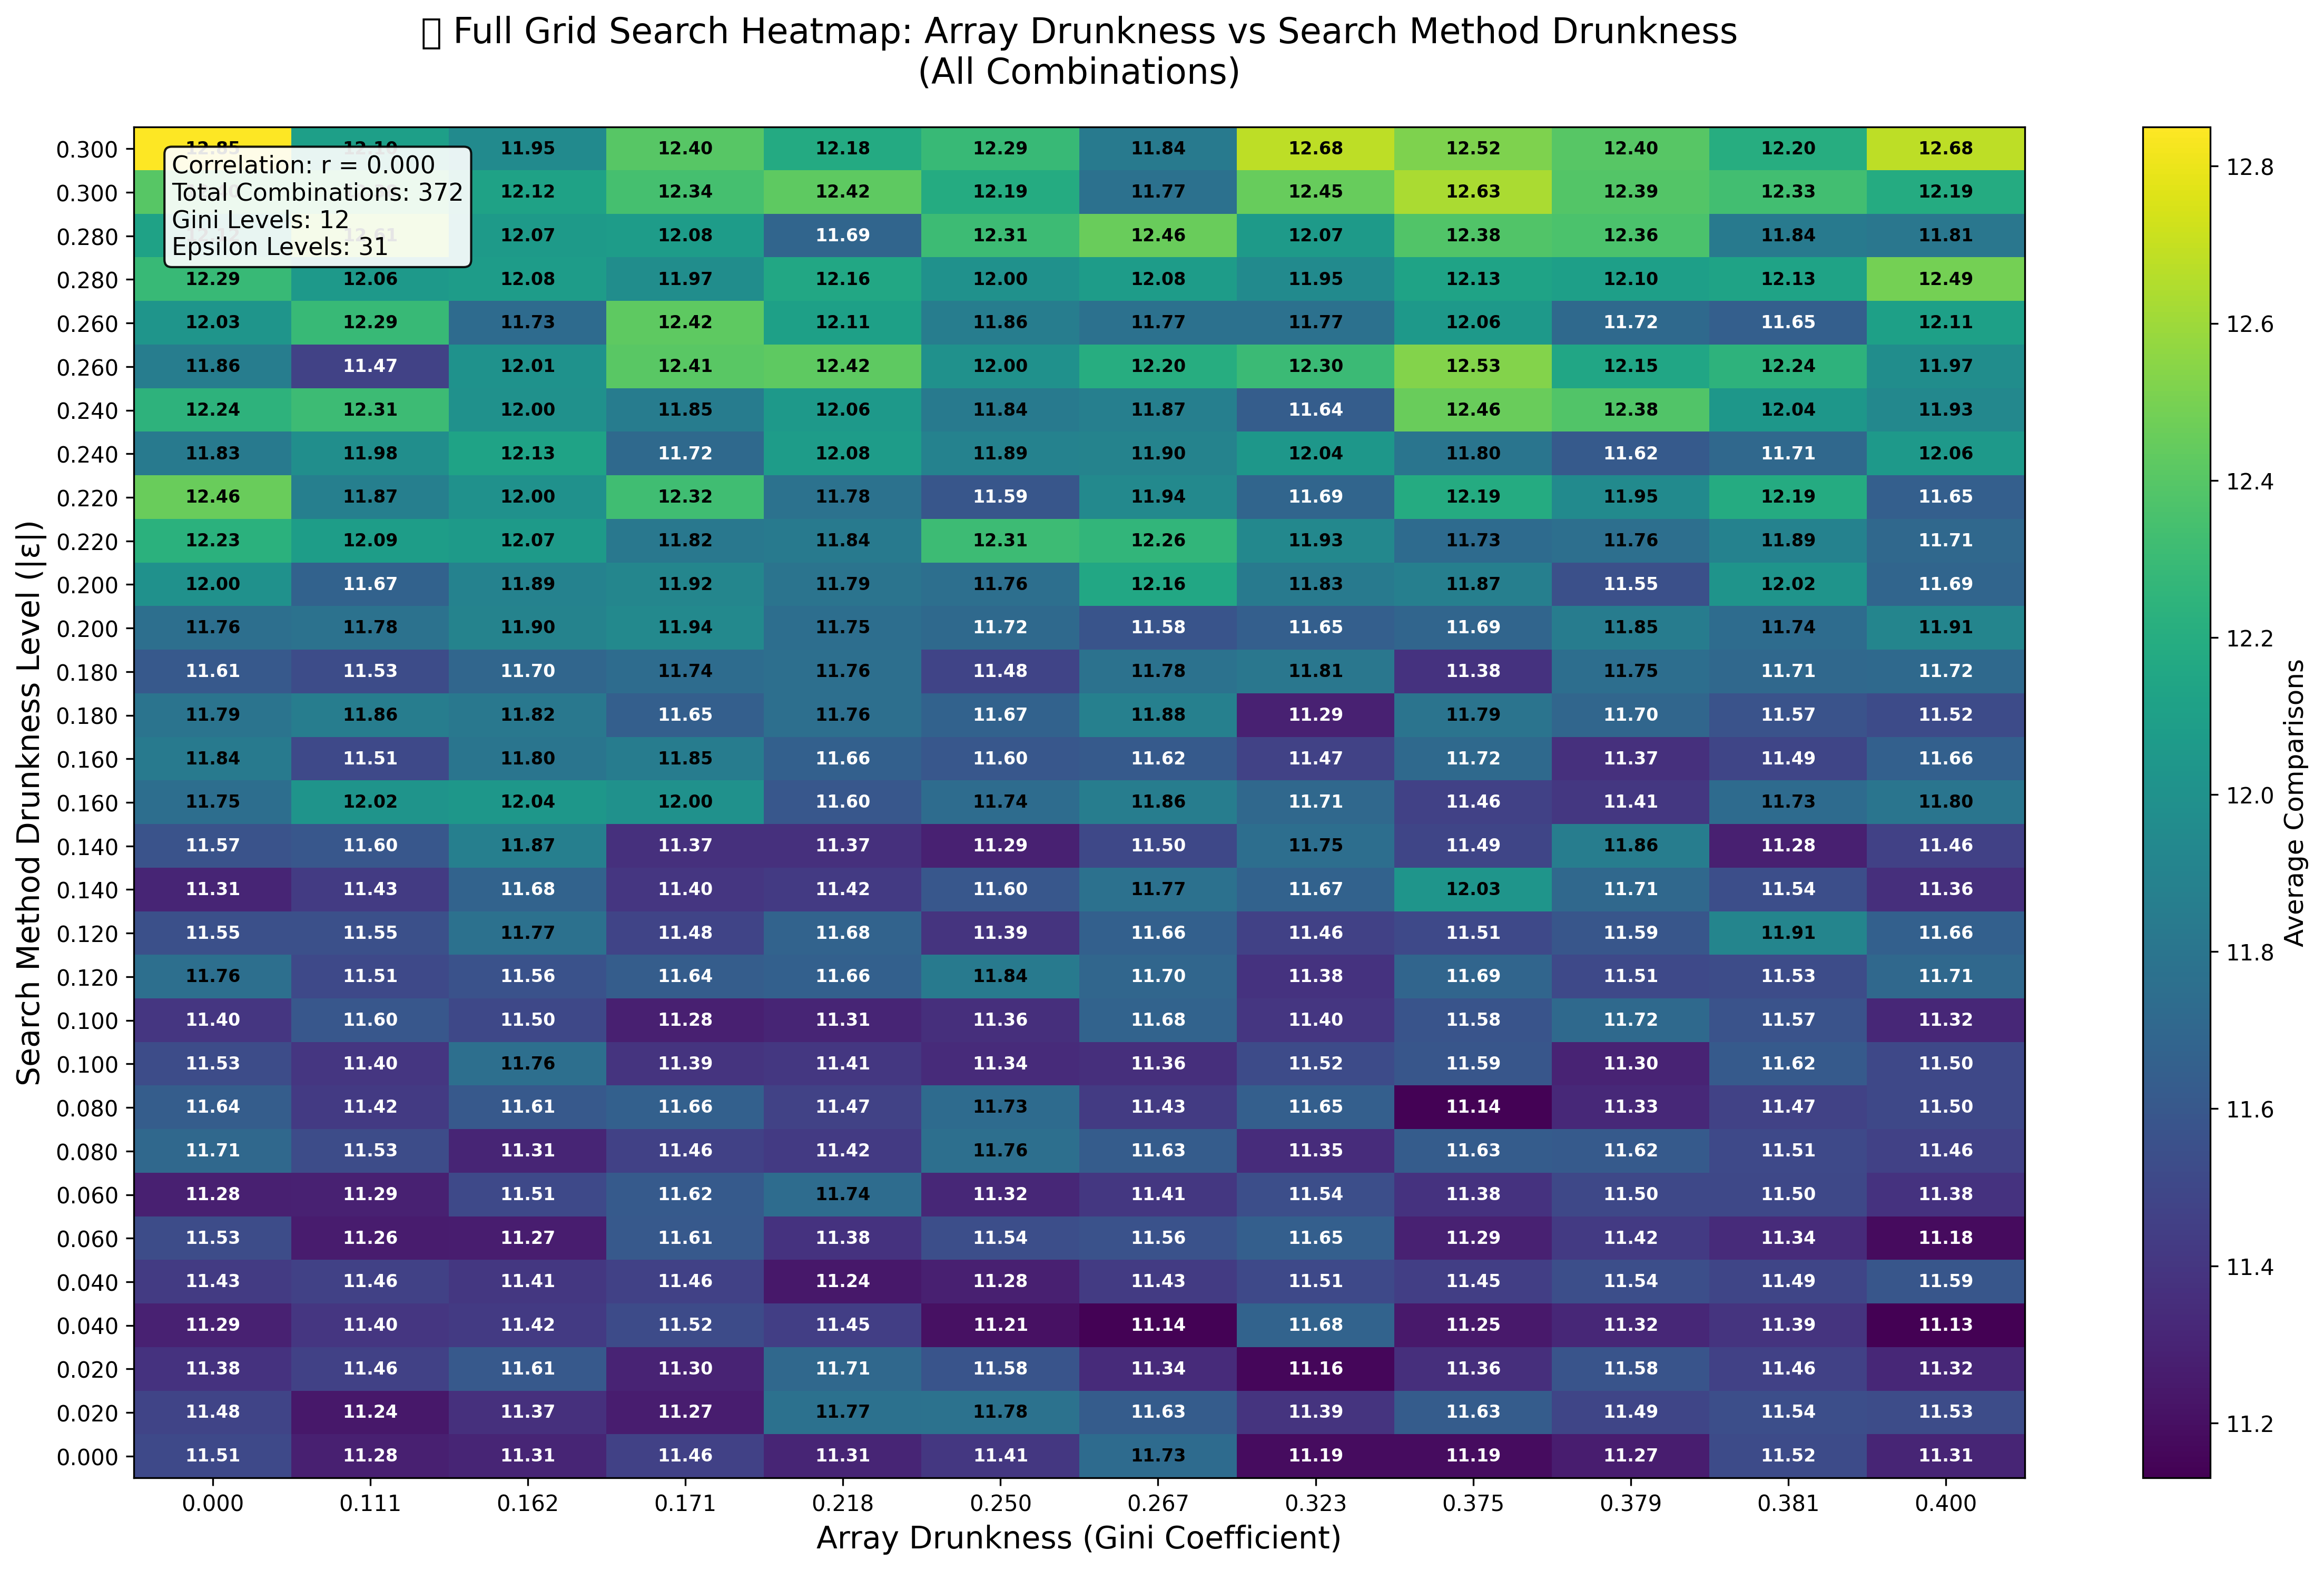 Full Grid Search Heatmap: Array Drunkness vs Search Method Drunkness
(All Combinations)
Correlation: r = 0.000
Total Combinations: 372
Gini Levels: 12
Epsilon Levels: 31
0.300 12.85 12.10 11.95 12.40 12.18 12.29 11.84 12.68 12.52 12.40 12.20 12.68
0.300 12.12 12.34 12.42 12.19 11.77 12.45 12.63 12.39 12.33 12.19
0.280 12.07 12.08 11.69 12.31 12.46 12.07 12.38 12.36 11.84 11.81
0.280 12.29 12.06 12.08 11.97 12.16 12.00 12.08 11.95 12.13 12.10 12.13 12.49
0.260 12.03 12.29 11.73 12.42 12.11 11.86 11.77 11.77 12.06 11.72 11.65 12.11
0.260 11.86 11.47 12.01 12.41 12.42 12.00 12.20 12.30 12.53 12.15 12.24 11.97
0.240 12.24 12.31 12.00 11.85 12.06 11.84 11.87 11.64 12.46 12.38 12.04 11.93
0.240 11.83 11.98 12.13 11.72 12.08 11.89 11.90 12.04 11.80 11.62 11.71 12.06
0.220 12.46 11.87 12.00 12.32 11.78 11.59 11.94 11.69 12.19 11.95 12.19 11.65
0.220 12.23 12.09 12.07 11.82 11.84 12.31 12.26 11.93 11.73 11.76 11.89 11.71
0.200 12.00 11.67 11.89 11.92 11.79 11.76 12.16 11.83 11.87 11.55 12.02 11.69
0.200 11.76 11.78 11.90 11.94 11.75 11.72 11.58 11.65 11.69 11.85 11.74 11.91
0.180 11.61 11.53 11.70 11.74 11.76 11.48 11.78 11.81 11.38 11.75 11.71 11.72
0.180 11.79 11.86 11.82 11.65 11.76 11.67 11.88 11.29 11.79 11.70 11.57 11.52
0.160 11.84 11.51 11.80 11.85 11.66 11.60 11.62 11.47 11.72 11.37 11.49 11.66
0.160 11.75 12.02 12.04 12.00 11.60 11.74 11.86 11.71 11.46 11.41 11.73 11.80
0.140 11.57 11.60 11.87 11.37 11.37 11.29 11.50 11.75 11.49 11.86 11.28 11.46
0.140 11.31 11.43 11.68 11.40 11.42 11.60 11.77 11.67 12.03 11.71 11.54 11.36
0.120 11.55 11.55 11.77 11.48 11.68 11.39 11.66 11.46 11.51 11.59 11.91 11.66
0.120 11.76 11.51 11.56 11.64 11.66 11.84 11.70 11.38 11.69 11.51 11.53 11.71
0.100 11.40 11.60 11.50 11.28 11.31 11.36 11.68 11.40 11.58 11.72 11.57 11.32
0.100 11.53 11.40 11.76 11.39 11.41 11.34 11.36 11.52 11.59 11.30 11.62 11.50
0.080 11.64 11.42 11.61 11.66 11.47 11.73 11.43 11.65 11.14 11.33 11.47 11.50
0.080 11.71 11.53 11.31 11.46 11.42 11.76 11.63 11.35 11.63 11.62 11.51 11.46
0.060 11.28 11.29 11.51 11.62 11.74 11.32 11.41 11.54 11.38 11.50 11.50 11.38
0.060 11.53 11.26 11.27 11.61 11.38 11.54 11.56 11.65 11.29 11.42 11.34 11.18
0.040 11.43 11.46 11.41 11.46 11.24 11.28 11.43 11.51 11.45 11.54 11.49 11.59
0.040 11.29 11.40 11.42 11.52 11.45 11.21 11.14 11.68 11.25 11.32 11.39 11.13
0.020 11.38 11.46 11.61 11.30 11.71 11.58 11.34 11.16 11.36 11.58 11.46 11.32
0.020 11.48 11.24 11.37 11.27 11.77 11.78 11.63 11.39 11.63 11.49 11.54 11.53
0.000 11.51 11.28 11.31 11.46 11.31 11.41 11.73 11.19 11.19 11.27 11.52 11.31
0.000 0.111 0.162 0.171 0.218 0.250 0.267 0.323 0.375 0.379 0.381 0.400
Array Drunkness (Gini Coefficient)
Search Method Drunkness Level (|ε|)
12.8
12.6
12.4
12.2
12.0
11.8
11.6
11.4
11.2
Average Comparisons